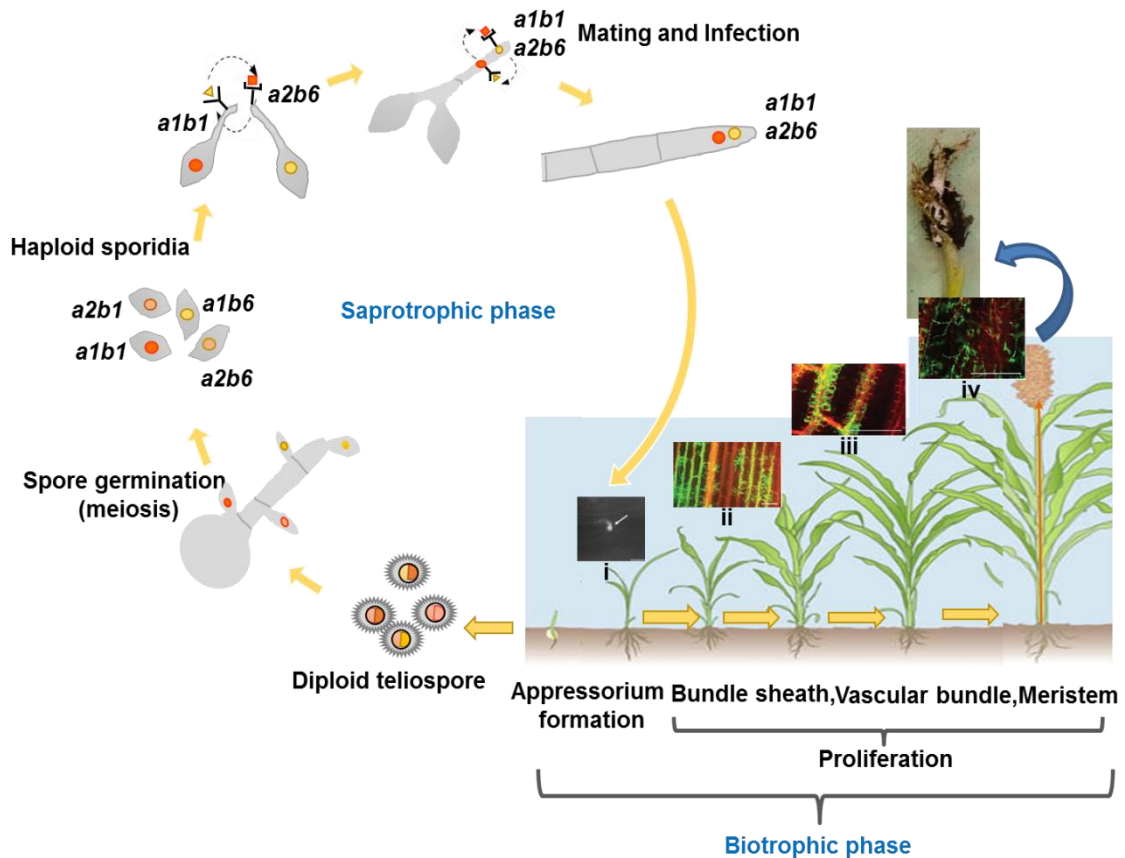 a1b1
a2b6
Mating and Infection
a2b6
a1b1
a1b1
a2b6
Haploid sporidia
a2b1
a1b6
a1b1
a2b6
Saprotrophic phase
Spore germination
(meiosis)
Diploid teliospore
i
ii
iii
iv
Appressorium
formation
Bundle sheath,Vascular bundle,Meristem
Proliferation
Biotrophic phase